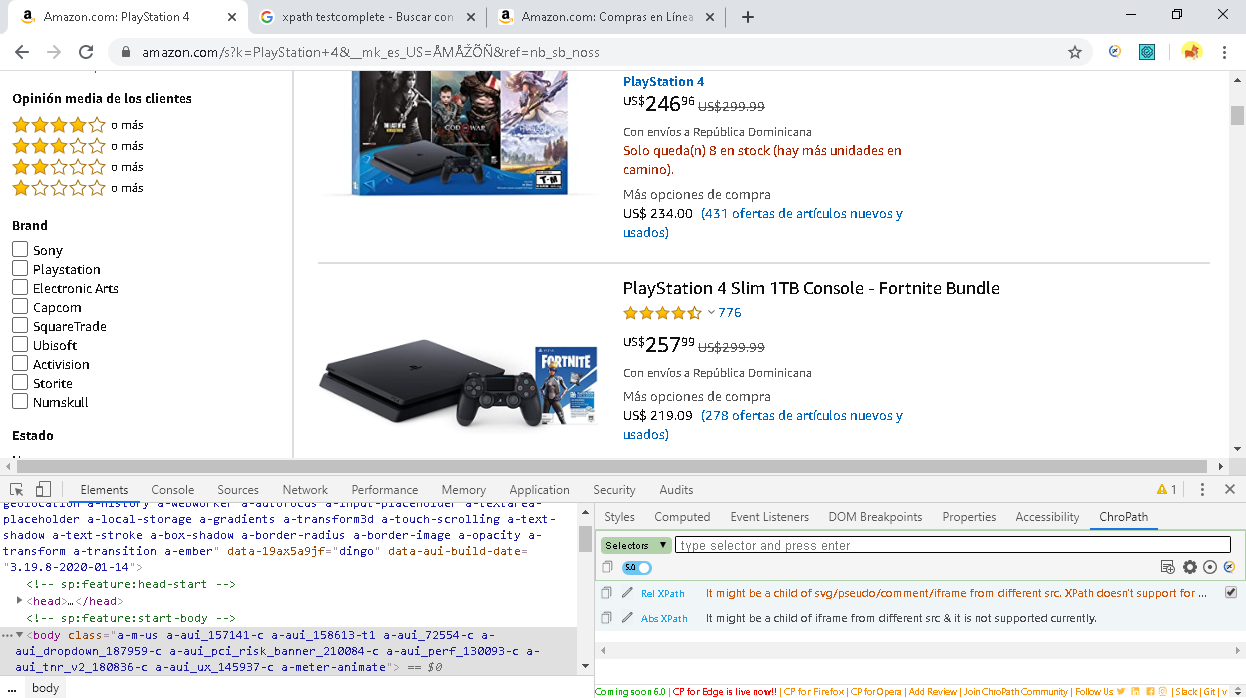 Amazon.com: PlayStation 4
xpath testcomplete - Buscar con
Amazon.com: Compras en Línea
amazon.com/s?k=PlayStation+4&__mk_es_US=ÅMÅŽÕÑ&ref=nb_sb_noss
Opinión media de los clientes
o más
o más
o más
o más
Brand
Sony
Playstation
Electronic Arts
Capcom
SquareTrade
Ubisoft
Activision
Storite
Numskull
Estado
GOD WAR
PlayStation 4
US$246⁹⁶ US$299.99
Con envíos a República Dominicana
Solo queda(n) 8 en stock (hay más unidades en
camino).
Más opciones de compra
US$ 234.00 (431 ofertas de artículos nuevos y
usados)
FORTNITE
PlayStation 4 Slim 1TB Console - Fortnite Bundle
776
US$257⁹⁹ US$299.99
Con envíos a República Dominicana
Más opciones de compra
US$ 219.09 (278 ofertas de artículos nuevos y
usados)
Elements Console Sources Network Performance Memory Application Security Audits 1
geolocation a-history a-webworker a-autofocus a-input-placeholder a-textarea-
placeholder a-local-storage a-gradients a-transform3d a-touch-scrolling a-text-
shadow a-text-stroke a-box-shadow a-border-radius a-border-image a-opacity a-
transform a-transition a-ember" data-19ax5a9jf="dingo" data-aui-build-date=
"3.19.8-2020-01-14">
<!-- sp:feature:head-start -->
<head>…</head>
<!-- sp:feature:start-body -->
<body class="a-m-us a-aui_157141-c a-aui_158613-t1 a-aui_72554-c a-
aui_dropdown_187959-c a-aui_pci_risk_banner_210084-c a-aui_perf_130093-c a-
aui_tnr_v2_180836-c a-aui_ux_145937-c a-meter-animate"> == $0
... body
Styles Computed Event Listeners DOM Breakpoints Properties Accessibility ChroPath
Selectors ▼ type selector and press enter
5.0
Rel XPath It might be a child of svg/pseudo/comment/iframe from different src. XPath doesn't support for ...
Abs XPath It might be a child of iframe from different src & it is not supported currently.
Coming soon 6.0 | CP for Edge is live now!! | CP for Firefox | CP for Opera | Add Review | Join ChroPath Community | Follow Us | Slack | Git | v